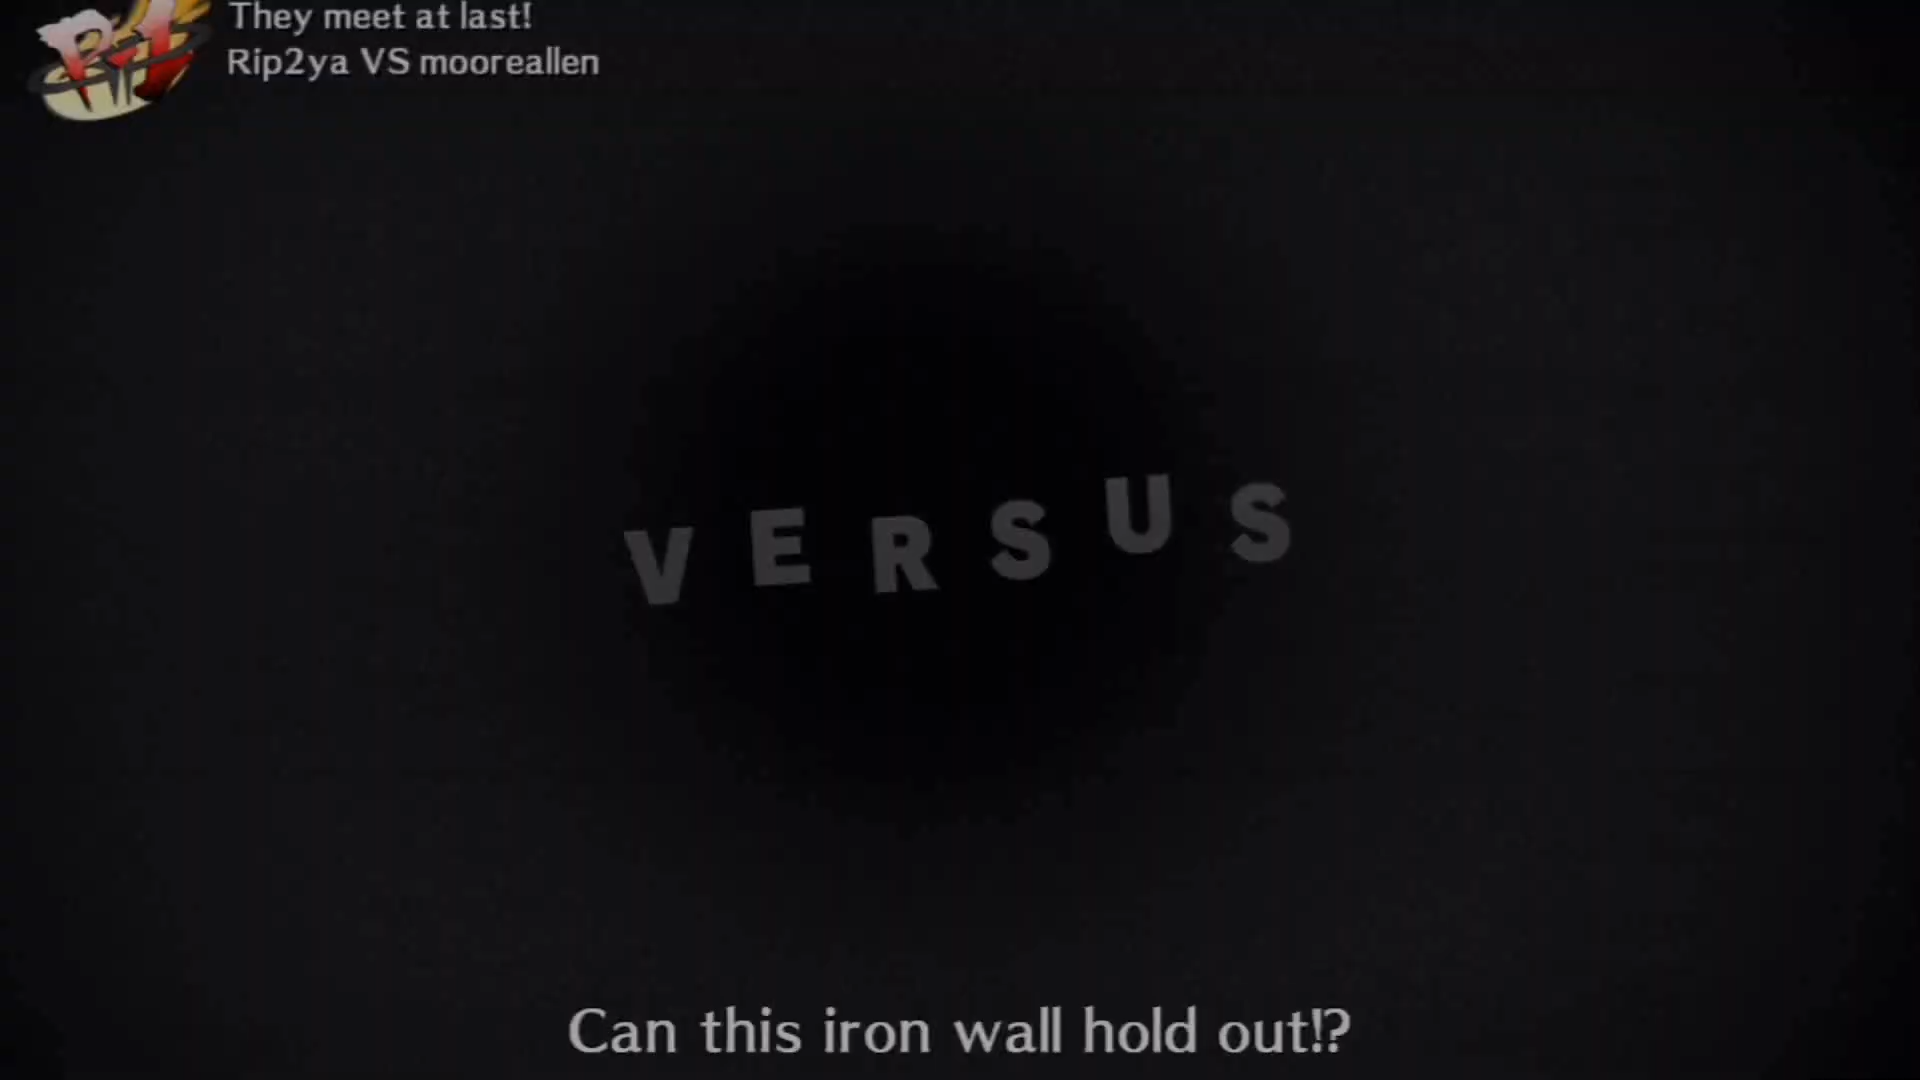 They meet at last!
Rip2ya VS mooreallen
VERSUS
Can this iron wall hold out!?